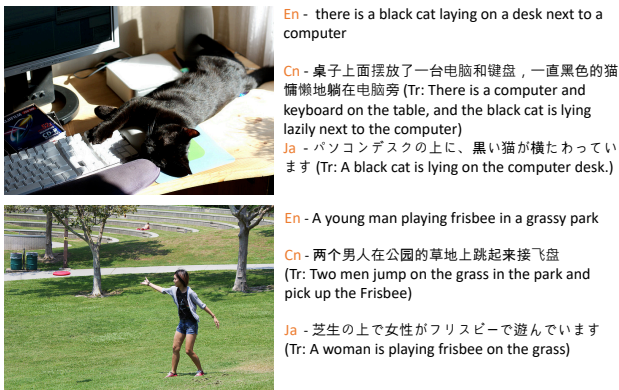 En - there is a black cat laying on a desk next to a
computer
Cn - 桌子上面摆放了一台电脑和键盘，一直黑色的猫
慵懒地躺在电脑旁 (Tr: There is a computer and
keyboard on the table, and the black cat is lying
lazily next to the computer)
Ja - パソコンデスクの上に、黒い猫が横たわってい
ます (Tr: A black cat is lying on the computer desk.)
En - A young man playing frisbee in a grassy park
Cn - 两个男人在公园的草地上跳起来接飞盘
(Tr: Two men jump on the grass in the park and
pick up the Frisbee)
Ja - 芝生の上で女性がフリスビーで遊んでいます
(Tr: A woman is playing frisbee on the grass)